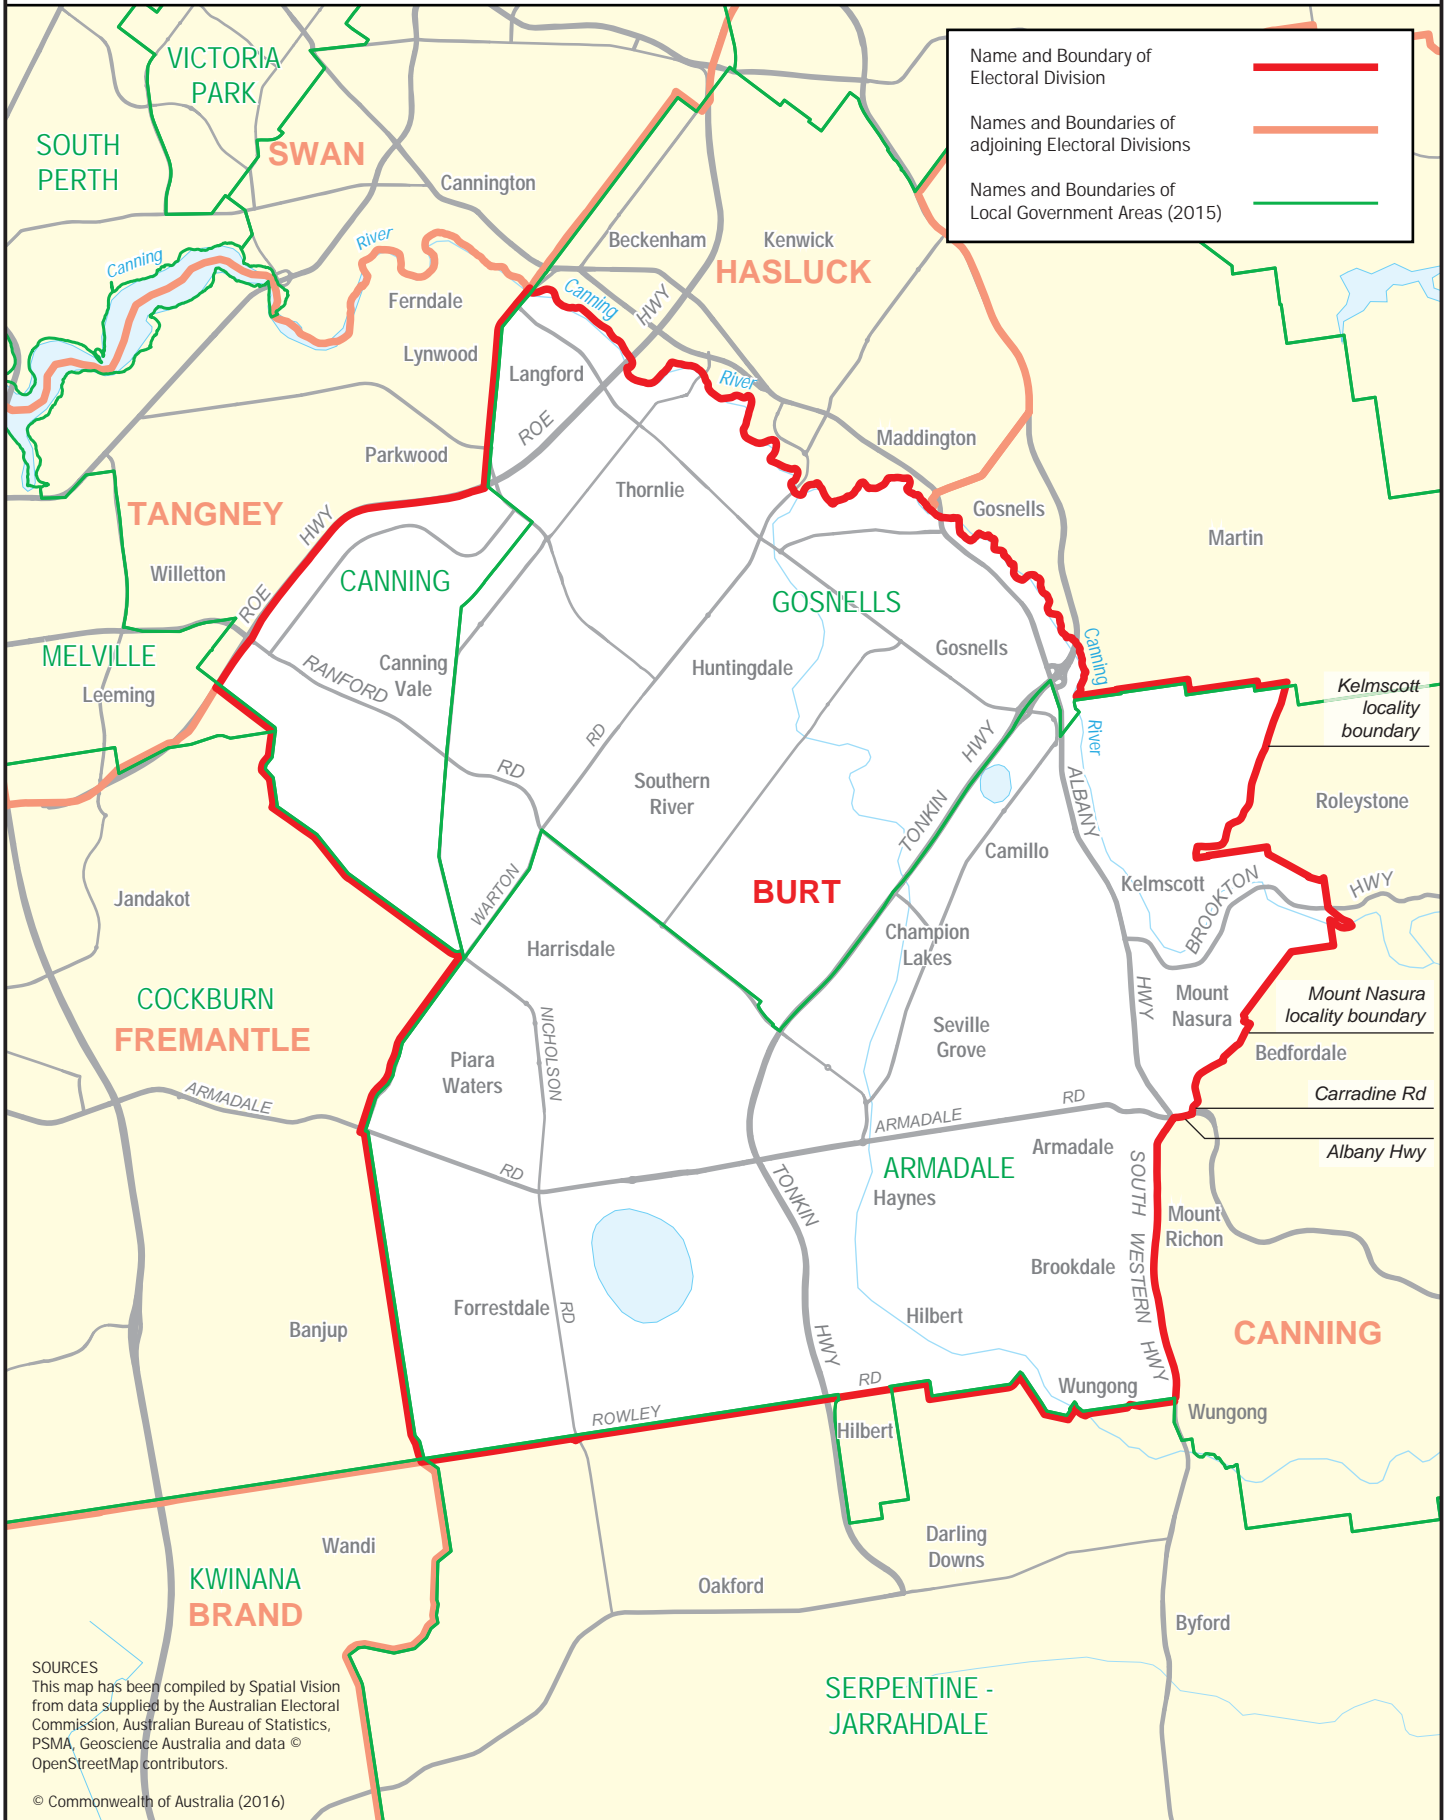 Name and Boundary of
Electoral Division
Names and Boundaries of
adjoining Electoral Divisions
Names and Boundaries of
Local Government Areas (2015)
VICTORIA
PARK
SOUTH
PERTH
SWAN
Cannington
Beckenham
Kenwick
HASLUCK
Canning
River
Ferndale
Canning
HWY
Lynwood
Langford
River
ROE
Parkwood
Maddington
Thornlie
TANGNEY
HWY
Gosnells
Martin
Willetton
CANNING
ROE
GOSNELLS
MELVILLE
Leeming
RANFORD
Canning
Vale
Huntingdale
Gosnells
Canning
River
Kelmscott
locality
boundary
RD
RD
HWY
Southern
River
TONKIN
ALBANY
Roleystone
Camillo
Jandakot
WARTON
BURT
Kelmscott
BROOKTON
HWY
Harrisdale
Champion
Lakes
COCKBURN
FREMANTLE
NICHOLSON
HWY
Mount
Nasura
Mount Nasura
locality boundary
Seville
Grove
Bedfordale
Piara
Waters
ARMADALE
RD
Carradine Rd
ARMADALE
Armadale
Albany Hwy
RD
ARMADALE
TONKIN
Haynes
SOUTH WESTERN HWY
Mount
Richon
Brookdale
Forrestdale
RD
Hilbert
Banjup
HWY
CANNING
RD
Wungong
ROWLEY
Hilbert
Wungong
Wandi
Darling
Downs
KWINANA
BRAND
Oakford
Byford
SERPENTINE -
JARRAHDALE
SOURCES
This map has been compiled by Spatial Vision
from data supplied by the Australian Electoral
Commission, Australian Bureau of Statistics,
PSMA, Geoscience Australia and data ©
OpenStreetMap contributors.
© Commonwealth of Australia (2016)